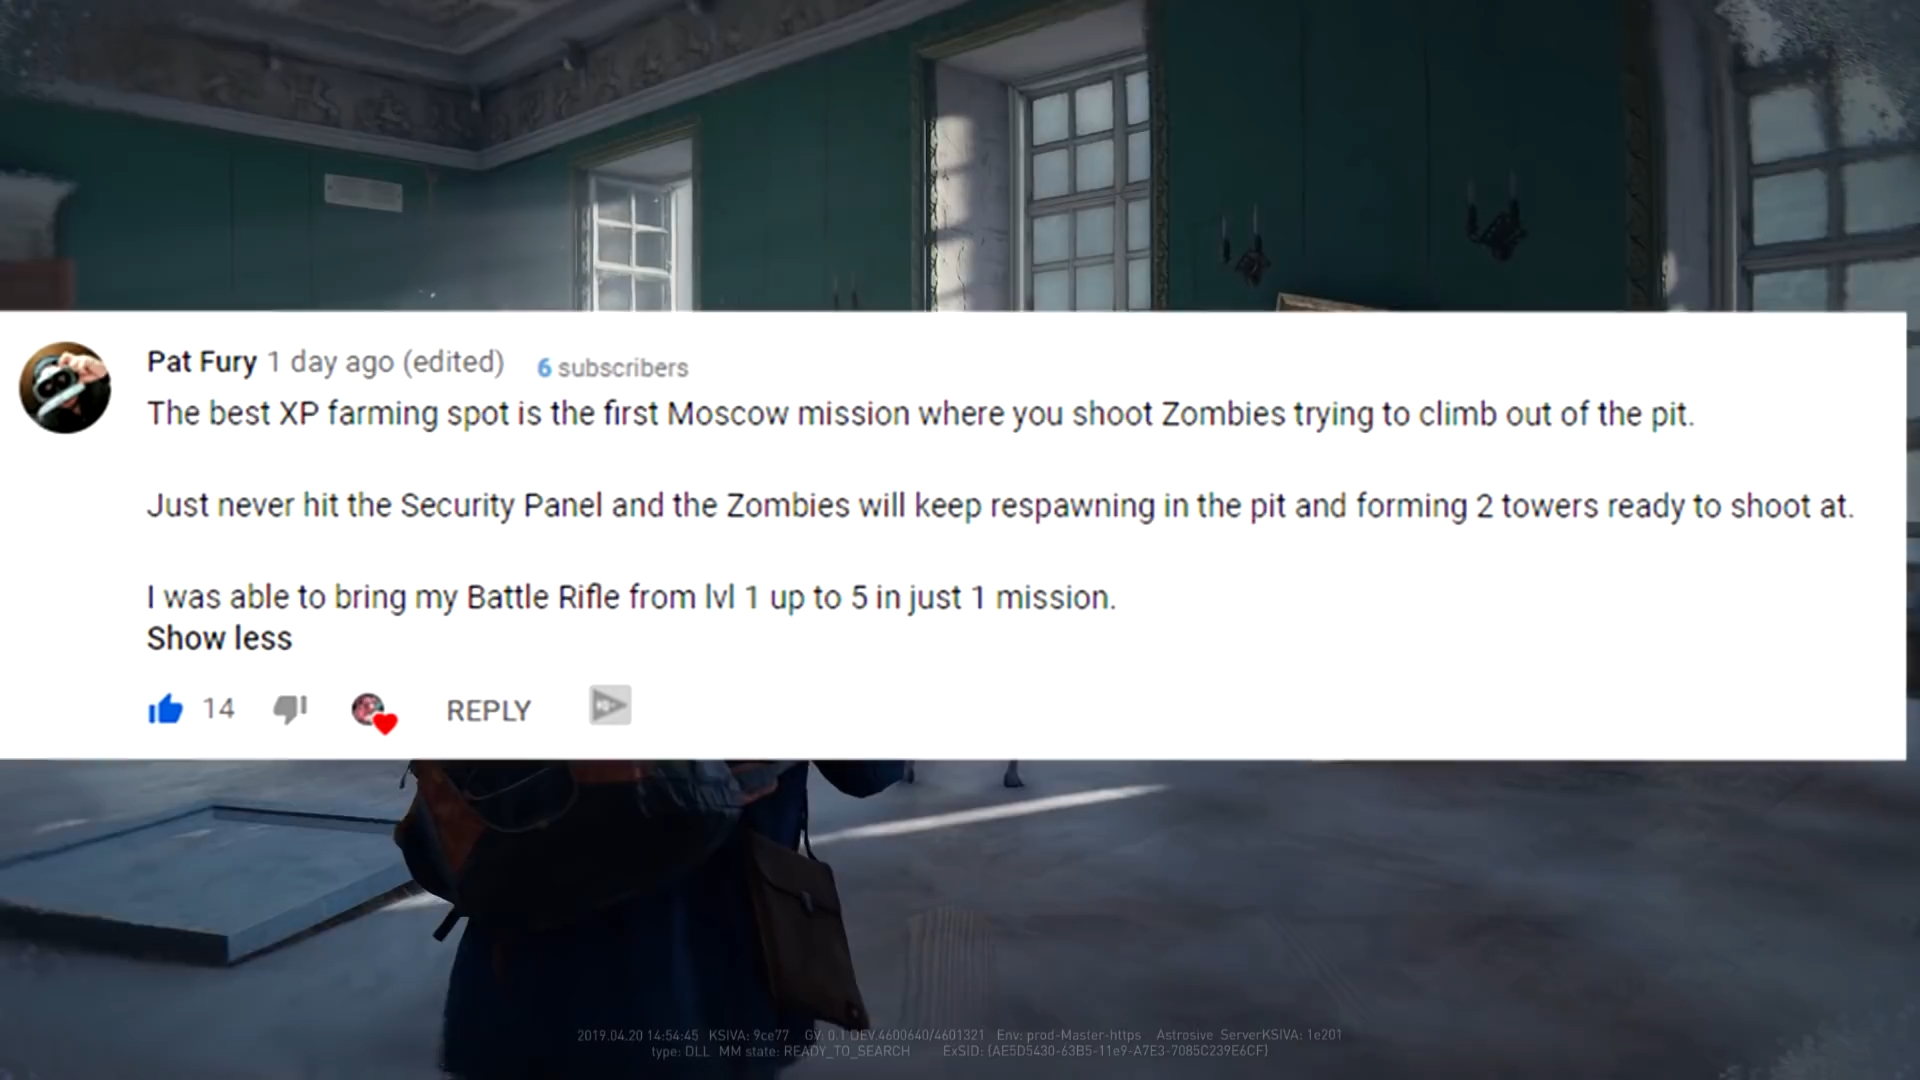 Pat Fury 1 day ago (edited) 6 subscribers
The best XP farming spot is the first Moscow mission where you shoot Zombies trying to climb out of the pit.
Just never hit the Security Panel and the Zombies will keep respawning in the pit and forming 2 towers ready to shoot at.
I was able to bring my Battle Rifle from lvl 1 up to 5 in just 1 mission.
Show less
14 REPLY
2019.04.20 14:54:45 KSIVA: 9ce77 GV: 0.1 DEV.4600640/4601321 Env: prod-Master-https Astrosive ServerKSIVA: 1e201
type: DLL MM state: READY_TO_SEARCH ExSID: {AE5D5430-63B5-11e9-A7E3-7085C239E6CF}